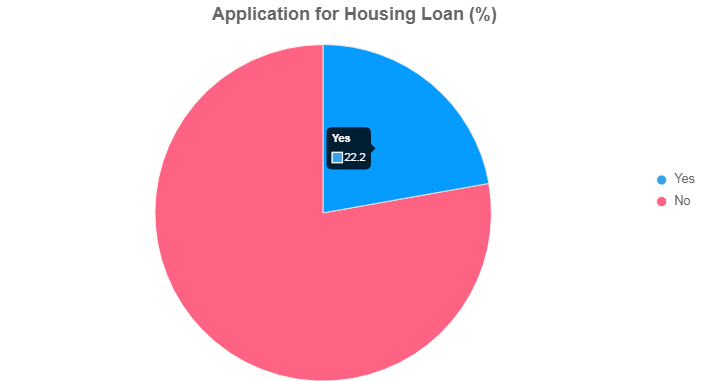 Application for Housing Loan (%)
Yes
22.2
Yes
No